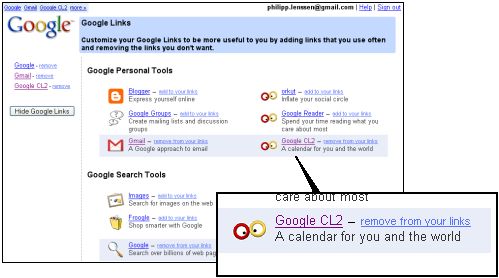 Google Gmail Google CL2 more »
philipp.lenssen@gmail.com | Help | Sign out
Google
Google Links
Customize your Google Links to be more useful to you by adding links that you use often
and removing the links you don't want.
Google - remove
Gmail - remove
Google CL2 - remove
Hide Google Links
Google Personal Tools
Blogger – add to your links
Express yourself online
orkut – add to your links
Inflate your social circle
Google Groups – add to your links
Create mailing lists and discussion
groups
Google Reader – add to your links
Spend your time reading what you
care about most
Gmail – remove from your links
A Google approach to email
Google CL2 – remove from your links
A calendar for you and the world
Google Search Tools
Images – add to your links
Search for images on the web
Froogle – add to your links
Shop smarter with Google
Google – remove from your links
Search over billions of web pag
care about most
Google CL2 – remove from your links
A calendar for you and the world